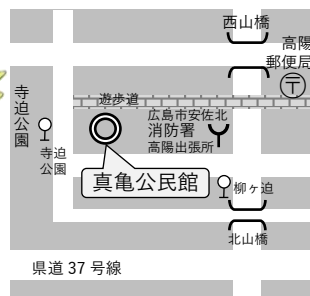 西山橋
高陽
郵便局
〒
寺迫公園
遊歩道
広島市安佐北
消防署
高陽出張所
寺迫
公園
真亀公民館
柳ヶ迫
北山橋
県道37号線